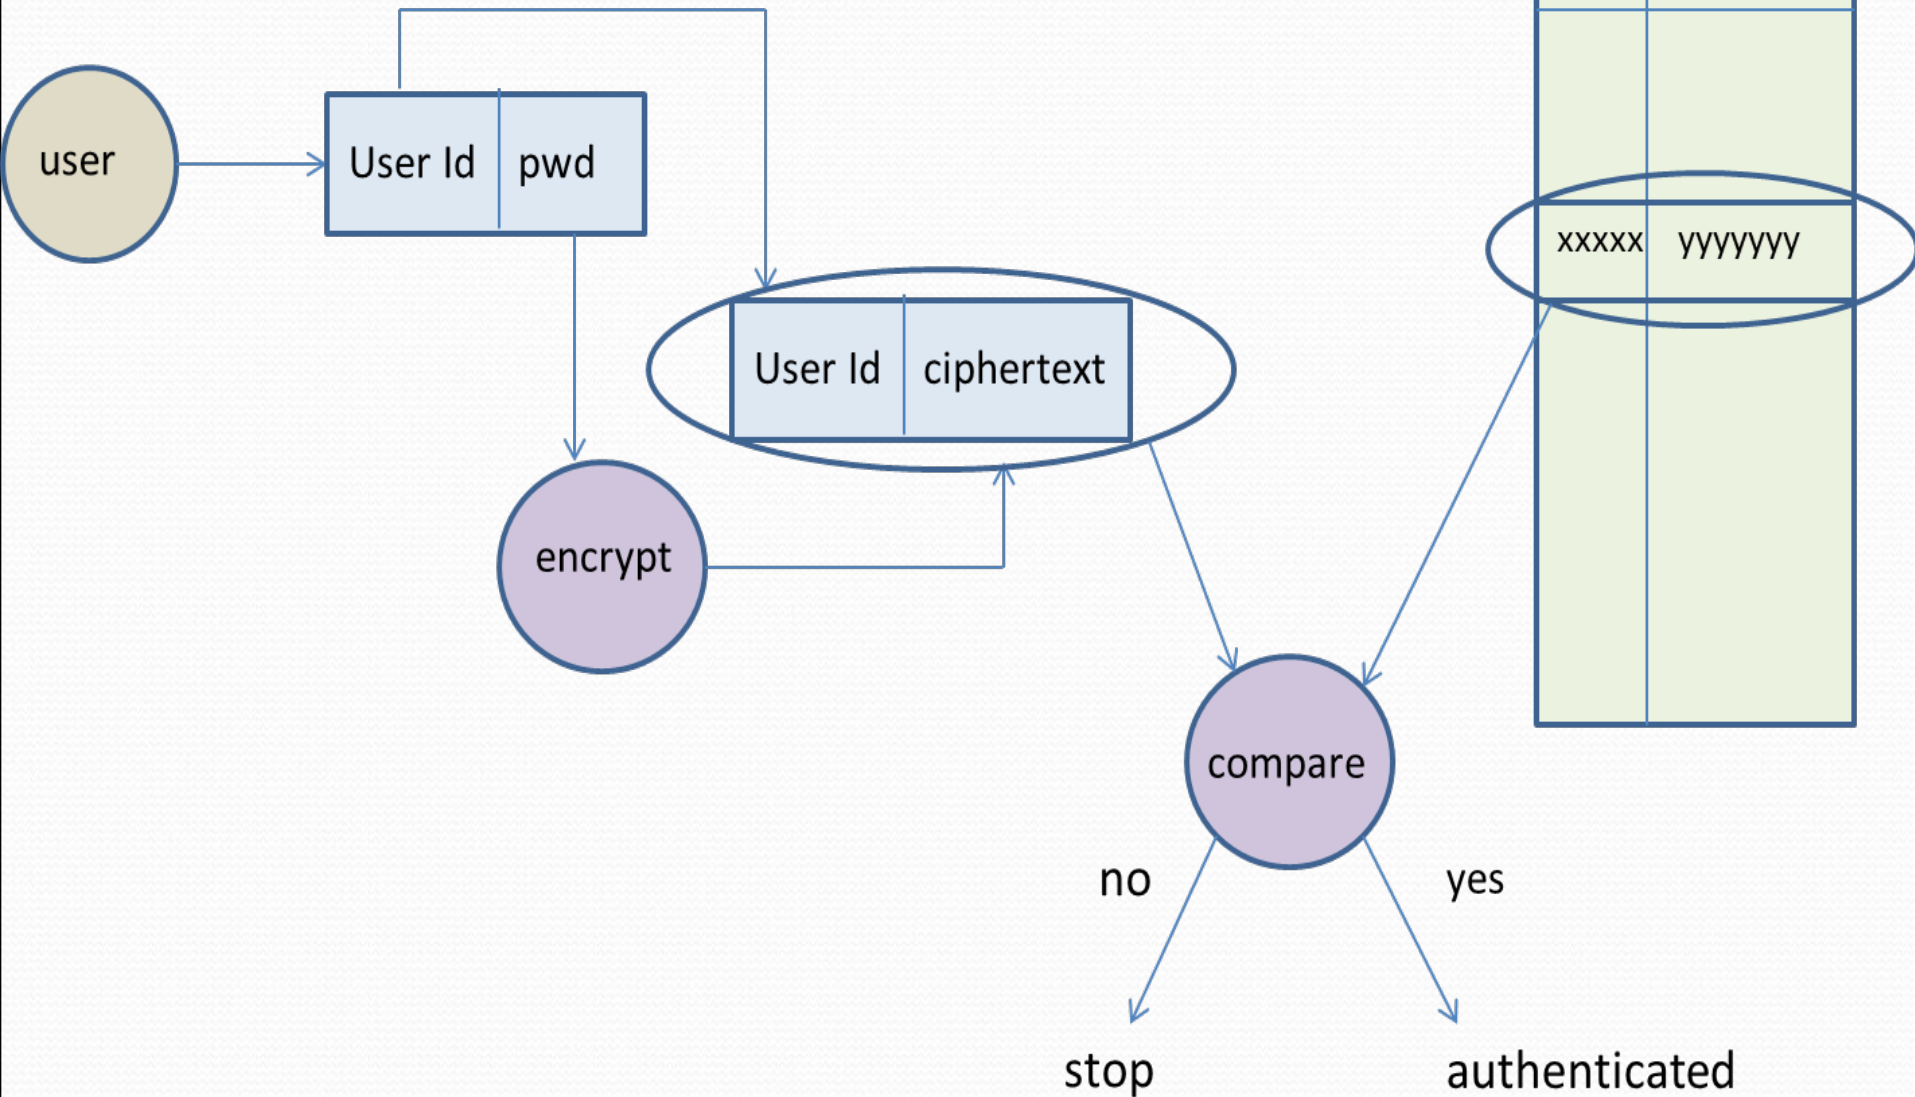 user
User Id
pwd
xxxxx
yyyyyyy
User Id
ciphertext
encrypt
compare
no
yes
stop
authenticated